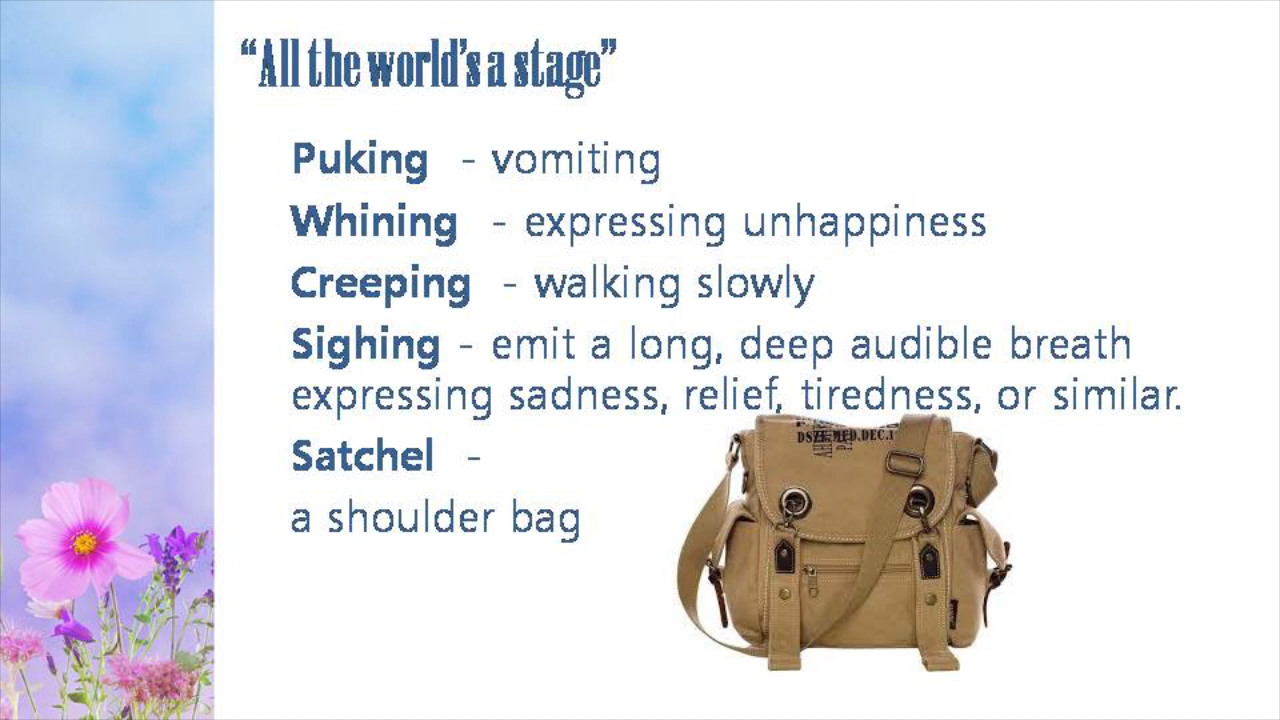 “All the world’s a stage”
Puking - vomiting
Whining - expressing unhappiness
Creeping - walking slowly
Sighing - emit a long, deep audible breath
expressing sadness, relief, tiredness, or similar.
Satchel -
a shoulder bag